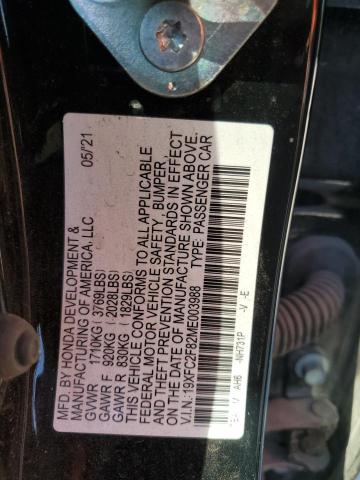 MFD. BY HONDA DEVELOPMENT &
MANUFACTURING OF AMERICA, LLC 05/'21
GVWR 1710KG ( 3769LBS)
GAWR F 920KG ( 2028LBS)
GAWR R 830KG ( 1829LBS)
THIS VEHICLE CONFORMS TO ALL APPLICABLE
FEDERAL MOTOR VEHICLE SAFETY, BUMPER,
AND THEFT PREVENTION STANDARDS IN EFFECT
ON THE DATE OF MANUFACTURE SHOWN ABOVE.
V.I.N.:19XFC2F82ME003988 TYPE: PASSENGER CAR
AH6 -NH731P V -E